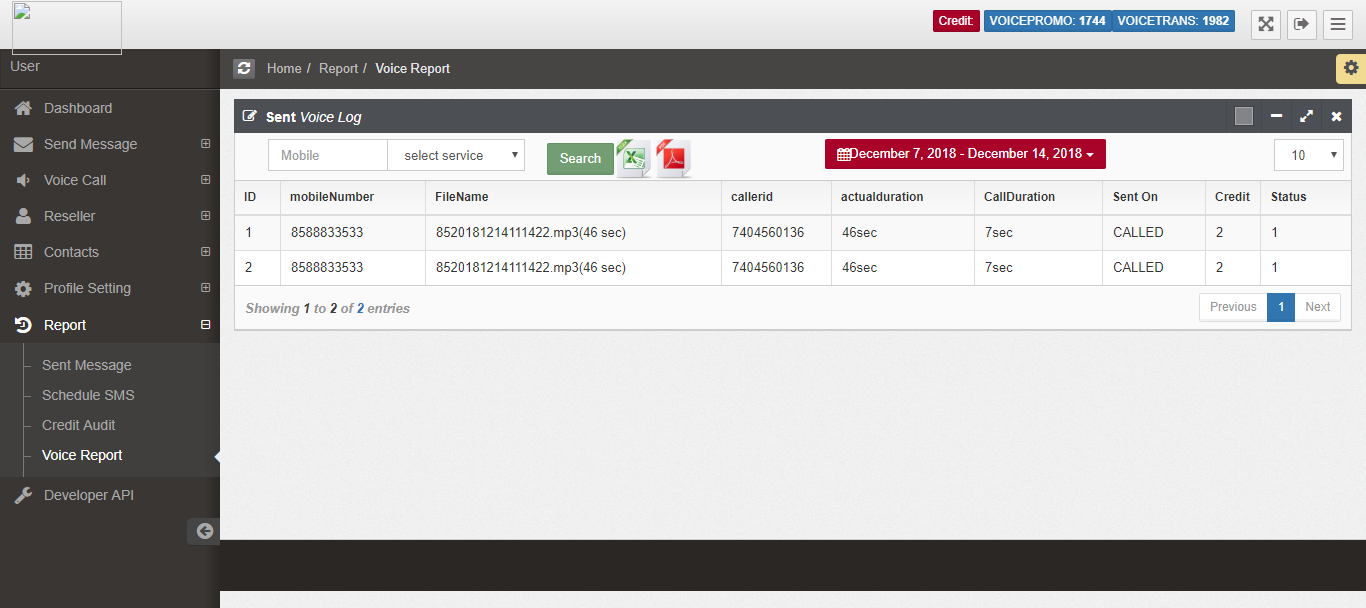 Credit: VOICEPROMO: 1744 VOICETRANS: 1982
User
Home / Report / Voice Report
Dashboard
Send Message
Voice Call
Reseller
Contacts
Profile Setting
Report
Sent Message
Schedule SMS
Credit Audit
Voice Report
Developer API
Sent Voice Log
Mobile select service Search December 7, 2018 - December 14, 2018 10
ID mobileNumber FileName callerid actualduration CallDuration Sent On Credit Status
1 8588833533 8520181214111422.mp3(46 sec) 7404560136 46sec 7sec CALLED 2 1
2 8588833533 8520181214111422.mp3(46 sec) 7404560136 46sec 7sec CALLED 2 1
Showing 1 to 2 of 2 entries Previous 1 Next